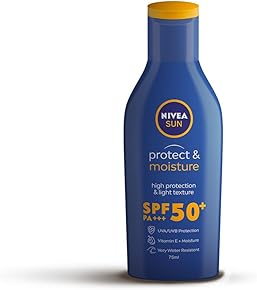 NIVEA
SUN
protect &
moisture
high protection
& light texture
SPF 50+
PA+++
UVA/UVB Protection
Vitamin E + Moisture
Very Water Resistant
75ml